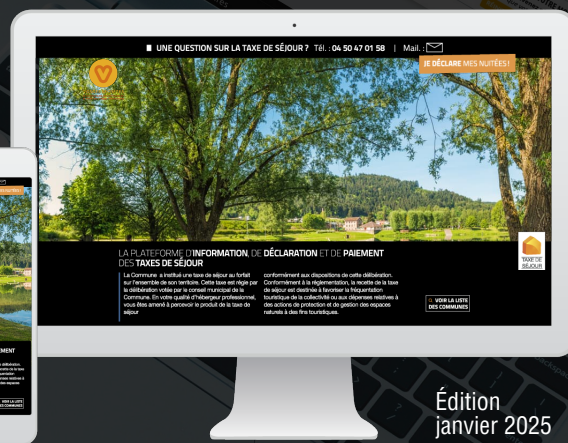 UNE QUESTION SUR LA TAXE DE SÉJOUR ? Tél. : 04 50 47 01 58 | Mail. :
JE DÉCLARE MES NUITÉES !
LA PLATEFORME D'INFORMATION, DE DÉCLARATION ET DE PAIEMENT
DES TAXES DE SÉJOUR
La Commune a institué une taxe de séjour au forfait
sur l'ensemble de son territoire. Cette taxe est régie par
la délibération votée par le conseil municipal de la
Commune. En votre qualité d'hébergeur professionnel,
vous êtes amené à percevoir le produit de la taxe de
séjour
conformément aux dispositions de cette délibération.
Conformément à la réglementation, la recette de la taxe
de séjour est destinée à favoriser la fréquentation
touristique de la collectivité ou aux dépenses relatives à
des actions de protection et de gestion des espaces
naturels à des fins touristiques.
TAXE DE
SÉJOUR
VOIR LA LISTE
DES COMMUNES
PAIEMENT
VOIR LA LISTE
DES COMMUNES
Édition
janvier 2025